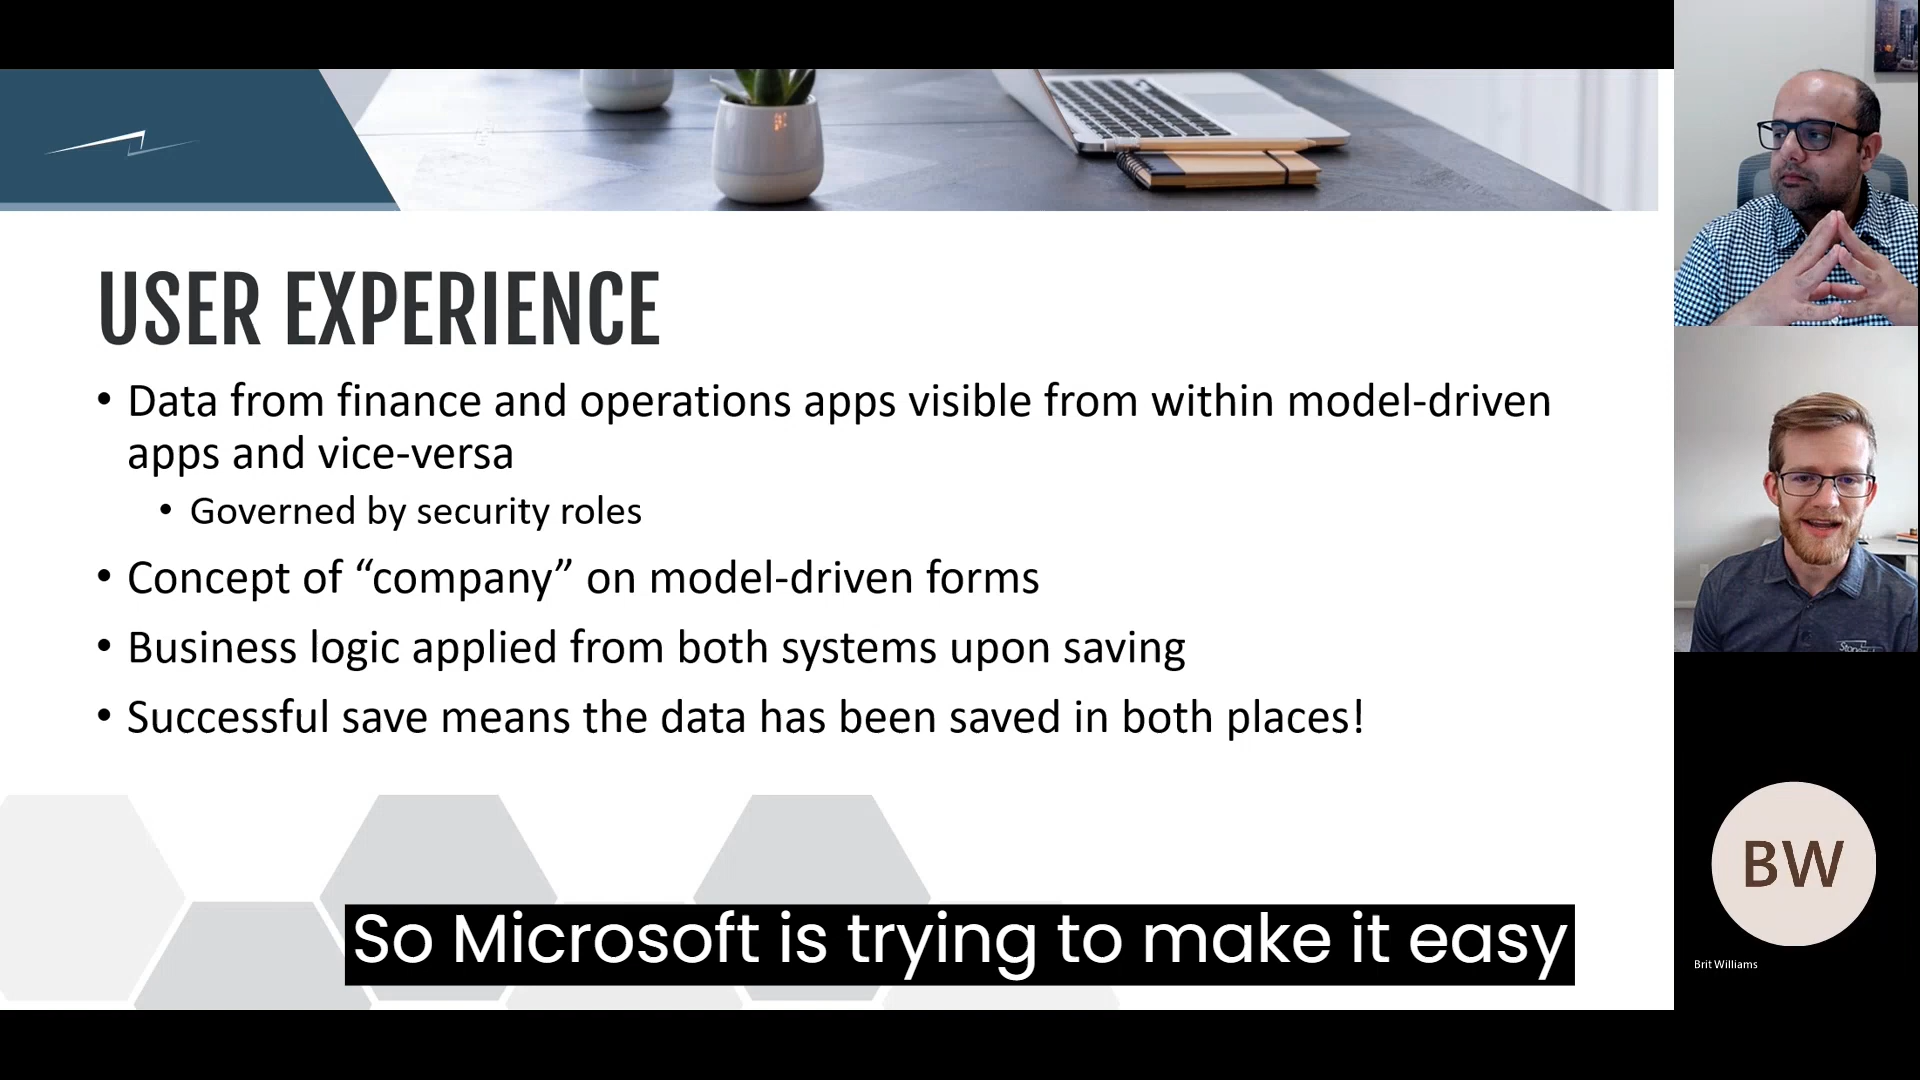 USER EXPERIENCE
• Data from finance and operations apps visible from within model-driven
apps and vice-versa
• Governed by security roles
• Concept of “company” on model-driven forms
• Business logic applied from both systems upon saving
• Successful save means the data has been saved in both places!
So Microsoft is trying to make it easy
BW
Brit Williams